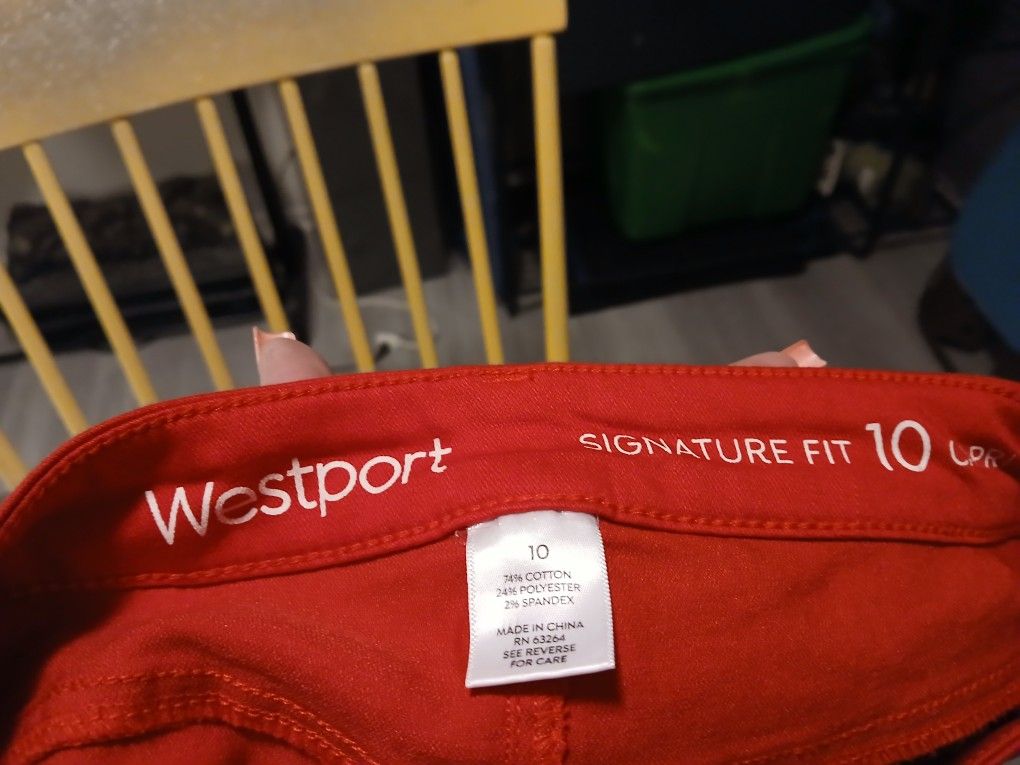 Westport
SIGNATURE FIT 10
10
74% COTTON
24% POLYESTER
2% SPANDEX
MADE IN CHINA
RN 63264
SEE REVERSE
FOR CARE